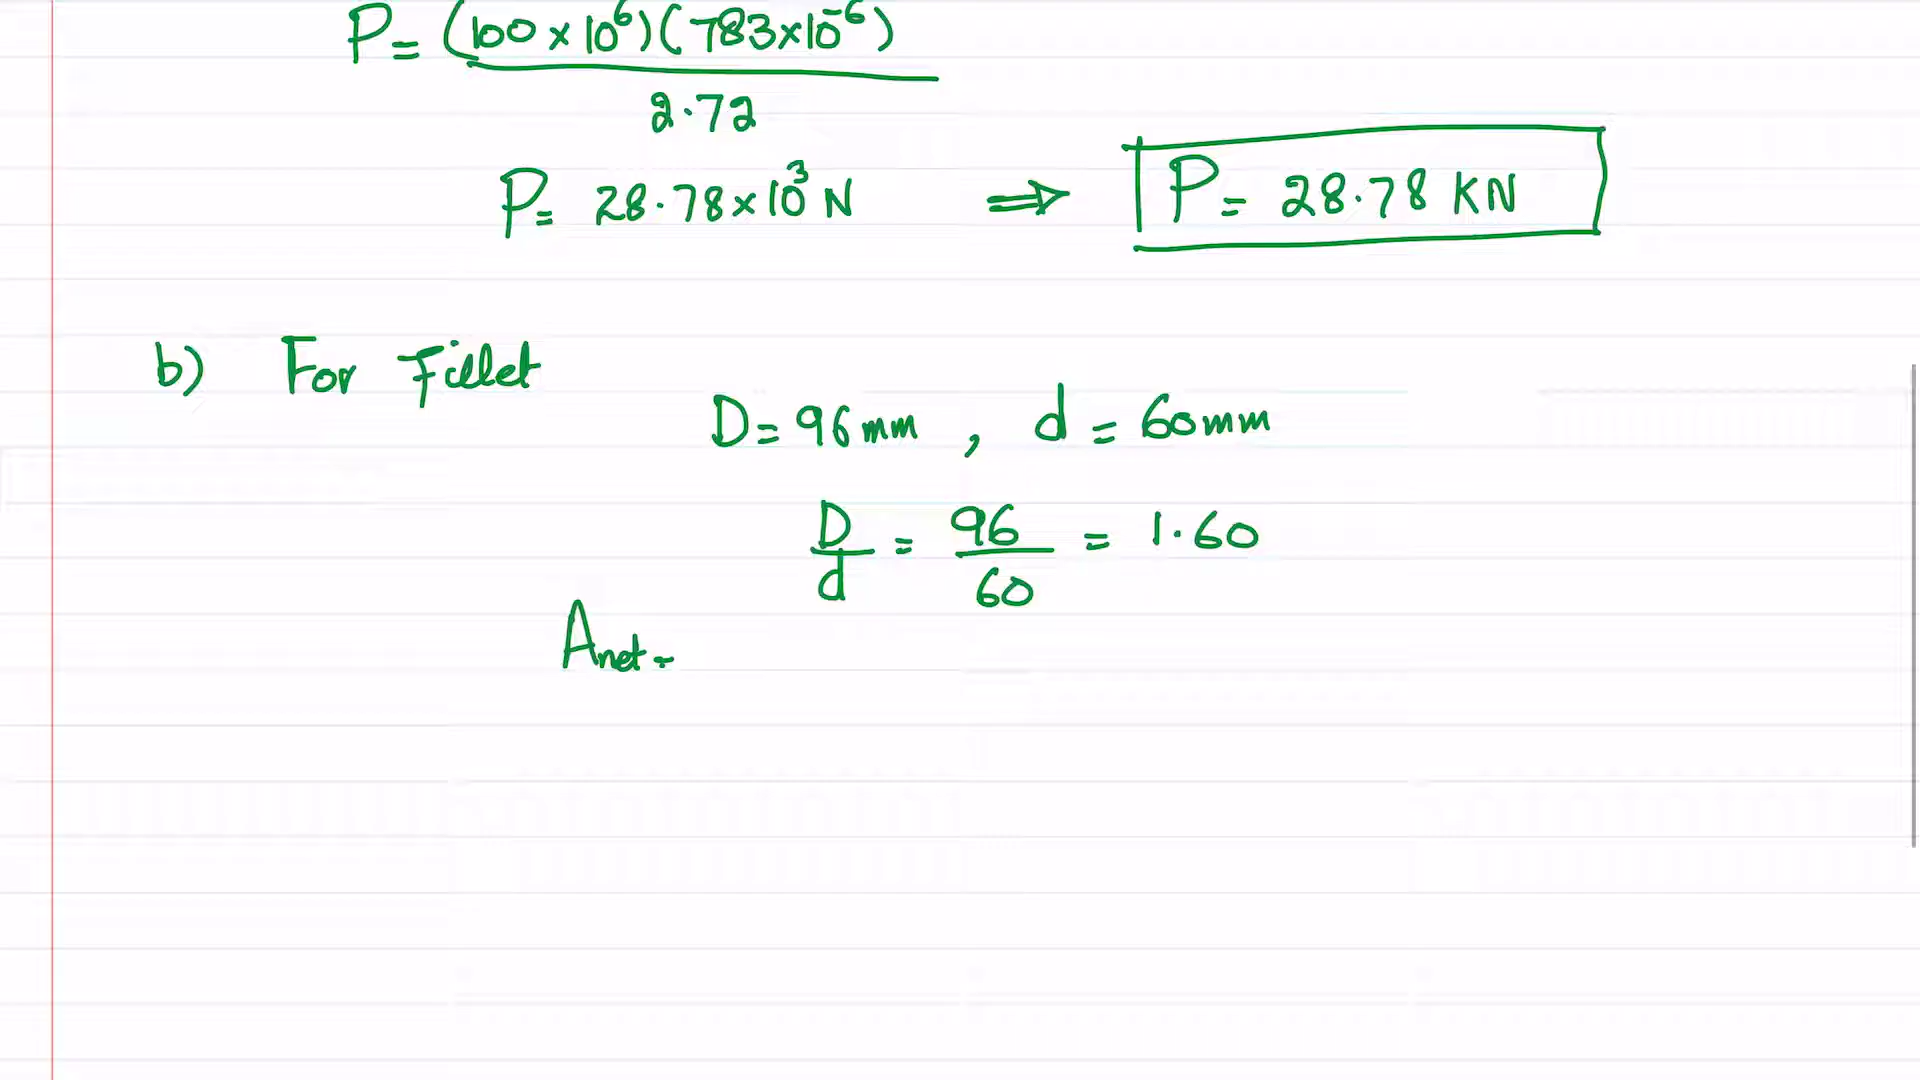 P = (100 × 10⁶)(783×10⁻⁶)
2.72
P = 28.78×10³ N ⇒ P = 28.78 KN
b) For Fillet
D = 96mm , d = 60mm
D/d = 96/60 = 1.60
Anet =